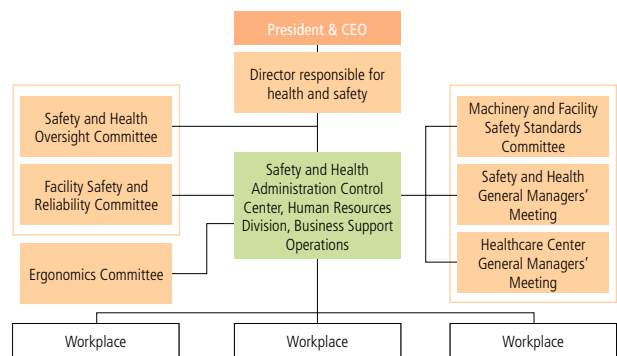 President & CEO
Director responsible for
health and safety
Safety and Health
Oversight Committee
Facility Safety and
Reliability Committee
Ergonomics Committee
Safety and Health
Administration Control
Center, Human Resources
Division, Business Support
Operations
Machinery and Facility
Safety Standards
Committee
Safety and Health
General Managers'
Meeting
Healthcare Center
General Managers'
Meeting
Workplace
Workplace
Workplace